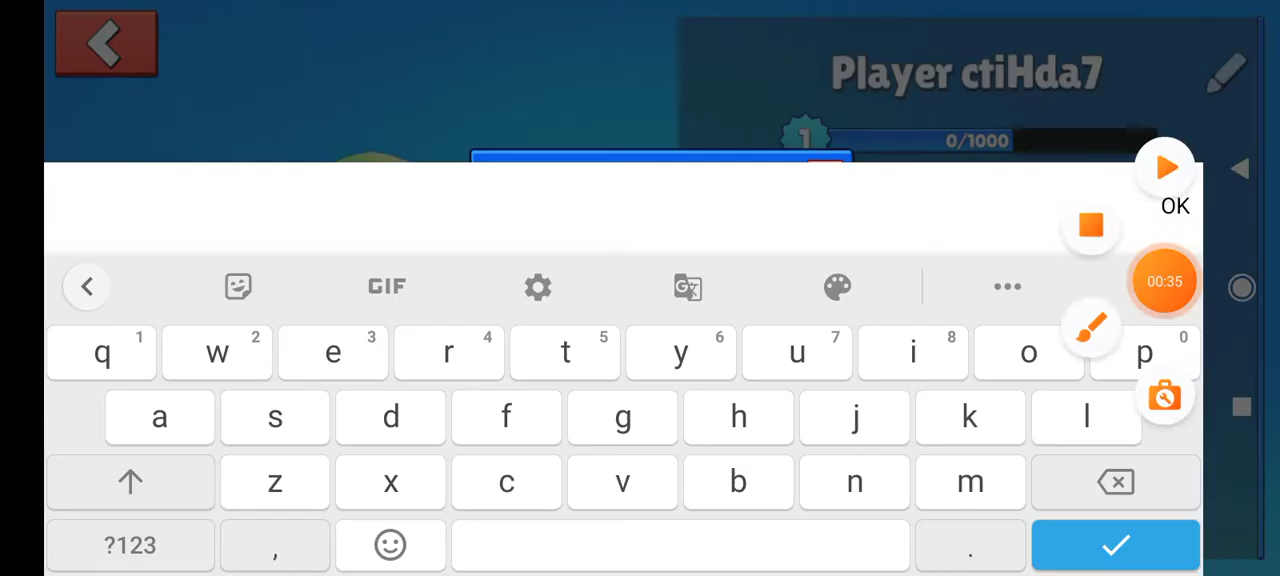 Player ctiHda7
1
0/1000
OK
GIF
00:35
q 1 w 2 e 3 r 4 t 5 y 6 u 7 i 8 o p 0
a s d f g h j k l
z x c v b n m
?123 , .